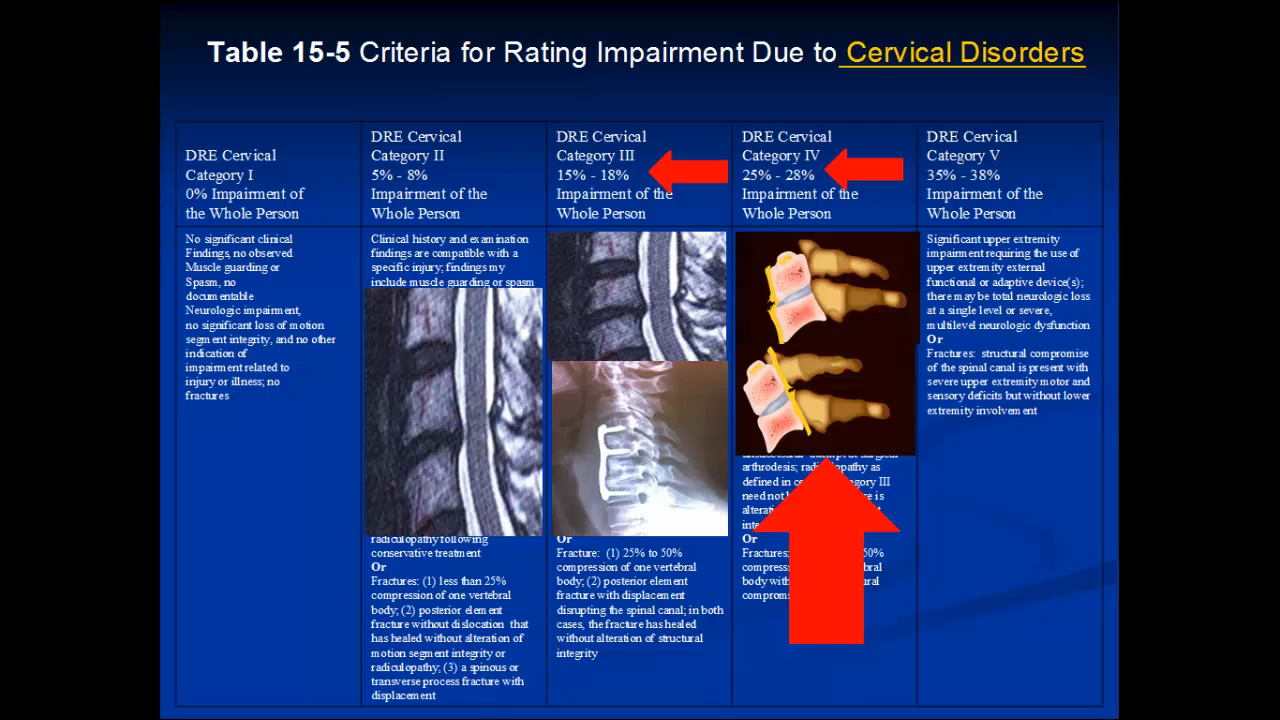 Table 15-5 Criteria for Rating Impairment Due to Cervical Disorders
DRE Cervical
Category I
0% Impairment of
the Whole Person
DRE Cervical
Category II
5% - 8%
Impairment of the
Whole Person
DRE Cervical
Category III
15% - 18%
Impairment of the
Whole Person
DRE Cervical
Category IV
25% - 28%
Impairment of the
Whole Person
DRE Cervical
Category V
35% - 38%
Impairment of the
Whole Person
No significant clinical
Findings, no observed
Muscle guarding or
Spasm, no
documentable
Neurologic impairment,
no significant loss of motion
segment integrity, and no other
indication of
impairment related to
injury or illness; no
fractures
Clinical history and examination
findings are compatible with a
specific injury; findings my
include muscle guarding or spasm
radiculopathy following
conservative treatment
Or
Fractures: (1) less than 25%
compression of one vertebral
body; (2) posterior element
fracture without dislocation that
has healed without alteration of
motion segment integrity or
radiculopathy; (3) a spinous or
transverse process fracture with
displacement
Or
Fracture: (1) 25% to 50%
compression of one vertebral
body; (2) posterior element
fracture with displacement
disrupting the spinal canal; in both
cases, the fracture has healed
without alteration of structural
integrity
arthrodesis; as
defined in III
need not is
Or
Fractures: 50%
body
Significant upper extremity
impairment requiring the use of
upper extremity external
functional or adaptive device(s);
there may be total neurologic loss
at a single level or severe,
multilevel neurologic dysfunction
Or
Fractures: structural compromise
of the spinal canal is present with
severe upper extremity motor and
sensory deficits but without lower
extremity involvement